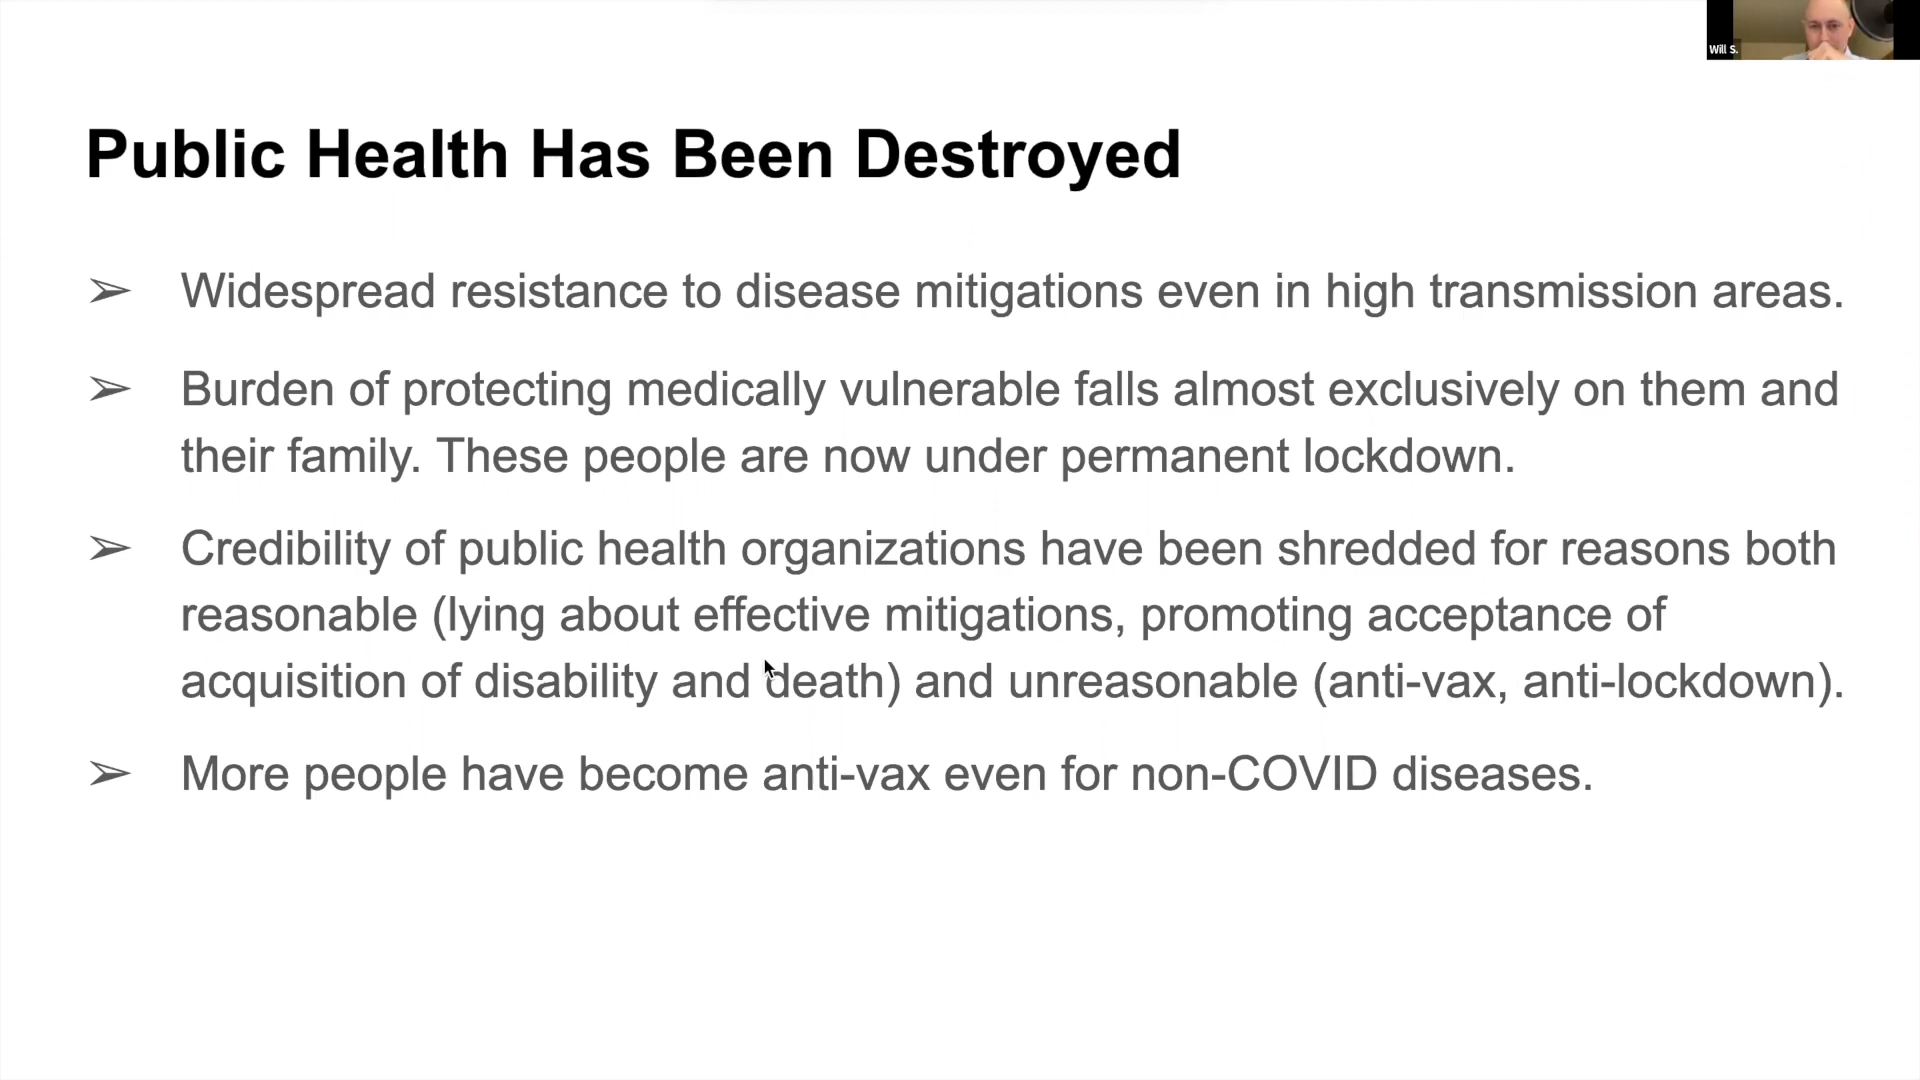 Will S.
Public Health Has Been Destroyed
➢ Widespread resistance to disease mitigations even in high transmission areas.
➢ Burden of protecting medically vulnerable falls almost exclusively on them and
their family. These people are now under permanent lockdown.
➢ Credibility of public health organizations have been shredded for reasons both
reasonable (lying about effective mitigations, promoting acceptance of
acquisition of disability and death) and unreasonable (anti-vax, anti-lockdown).
➢ More people have become anti-vax even for non-COVID diseases.